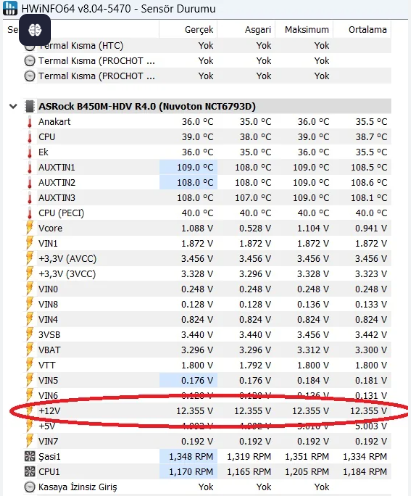 HWiNFO64 v8.04-5470 - Sensör Durumu
Se Gerçek Asgari Maksimum Ortalama
Termal Kısma (HTC) Yok Yok Yok
Termal Kısma (PROCHOT ... Yok Yok Yok
Termal Kısma (PROCHOT ... Yok Yok Yok
ASRock B450M-HDV R4.0 (Nuvoton NCT6793D)
Anakart 36.0 °C 35.0 °C 36.0 °C 35.5 °C
CPU 39.0 °C 38.0 °C 39.0 °C 38.7 °C
Ek 35.5 °C 35.0 °C 35.5 °C 35.5 °C
AUXTIN1 109.0 °C 108.0 °C 109.0 °C 108.5 °C
AUXTIN2 108.0 °C 108.0 °C 109.0 °C 108.6 °C
AUXTIN3 108.0 °C 107.0 °C 109.0 °C 108.1 °C
CPU (PECI) 40.0 °C 40.0 °C 40.0 °C 40.0 °C
Vcore 1.088 V 0.528 V 1.104 V 0.941 V
VIN1 1.872 V 1.872 V 1.872 V 1.872 V
+3,3V (AVCC) 3.456 V 3.456 V 3.456 V 3.456 V
+3,3V (3VCC) 3.328 V 3.296 V 3.328 V 3.323 V
VIN0 0.248 V 0.248 V 0.248 V 0.248 V
VIN8 0.128 V 0.128 V 0.136 V 0.133 V
VIN4 0.824 V 0.824 V 0.824 V 0.824 V
3VSB 3.440 V 3.440 V 3.456 V 3.442 V
VBAT 3.296 V 3.296 V 3.312 V 3.300 V
VTT 1.800 V 1.792 V 1.800 V 1.800 V
VIN5 0.176 V 0.176 V 0.184 V 0.181 V
VIN6 0.136 V 0.131 V
+12V 12.355 V 12.355 V 12.355 V 12.355 V
+5V 5.003 V
VIN7 0.192 V 0.192 V 0.192 V 0.192 V
Şasi1 1,348 RPM 1,319 RPM 1,351 RPM 1,334 RPM
CPU1 1,170 RPM 1,165 RPM 1,205 RPM 1,184 RPM
Kasaya İzinsiz Giriş Yok Yok Yok